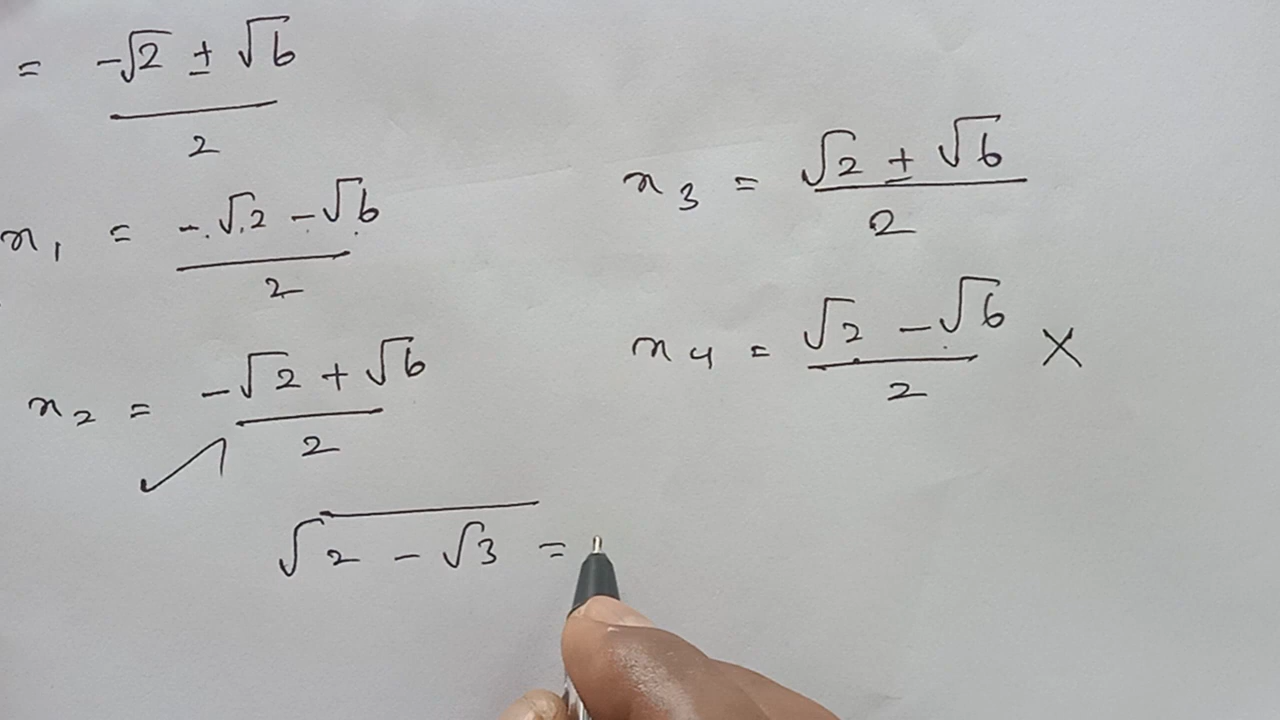 = (-√2 ± √6)/2
x₁ = (-√2 - √6)/2
x₂ = (-√2 + √6)/2 ✓
x₃ = (√2 ± √6)/2
x₄ = (√2 - √6)/2 ×
√(2 - √3) =